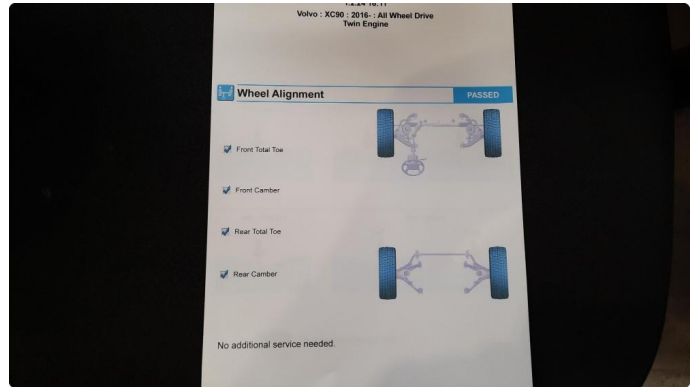 Volvo : XC90 : 2016- : All Wheel Drive
Twin Engine
Wheel Alignment
PASSED
Front Total Toe
Front Camber
Rear Total Toe
Rear Camber
No additional service needed.